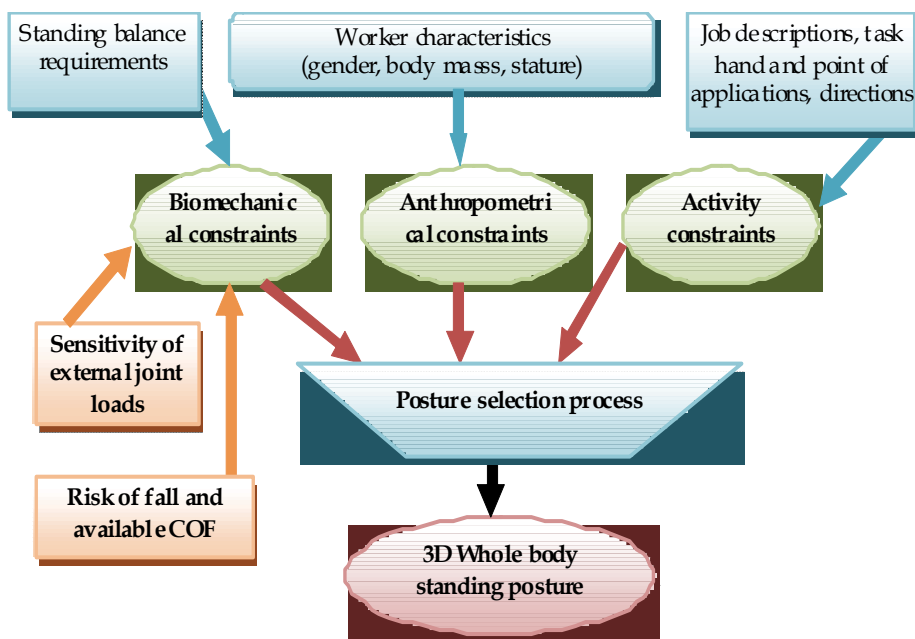 Standing balance
requirements
Worker characteristics
(gender, body masss, stature)
Job descriptions, task
hand and point of
applications, directions
Biomechanic
al constraints
Anthropometri
cal constraints
Activity
constraints
Sensitivity of
external joint
loads
Posture selection process
Risk of fall and
available COF
3D Whole body
standing posture